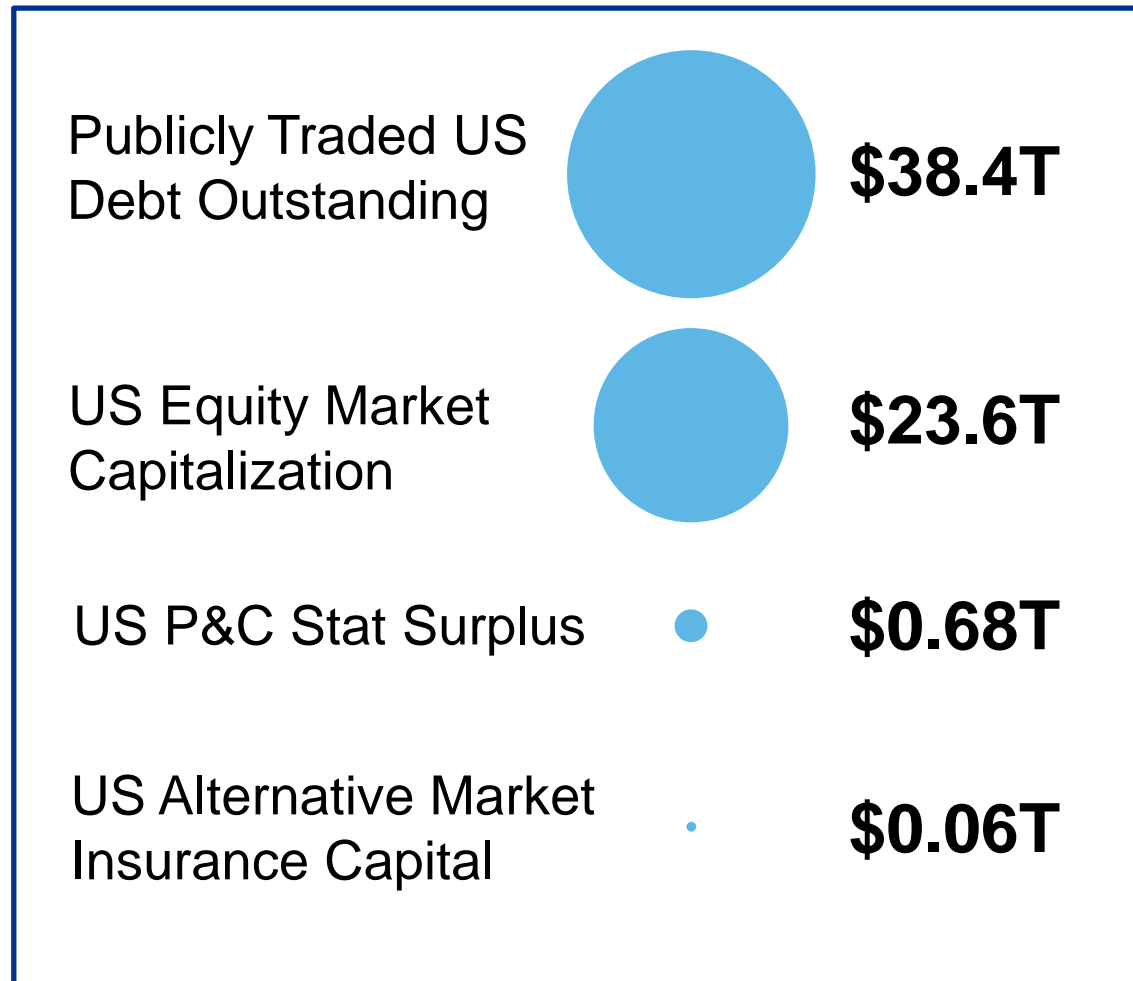 Publicly Traded US
Debt Outstanding
$38.4T
US Equity Market
Capitalization
$23.6T
US P&C Stat Surplus
$0.68T
US Alternative Market
Insurance Capital
$0.06T